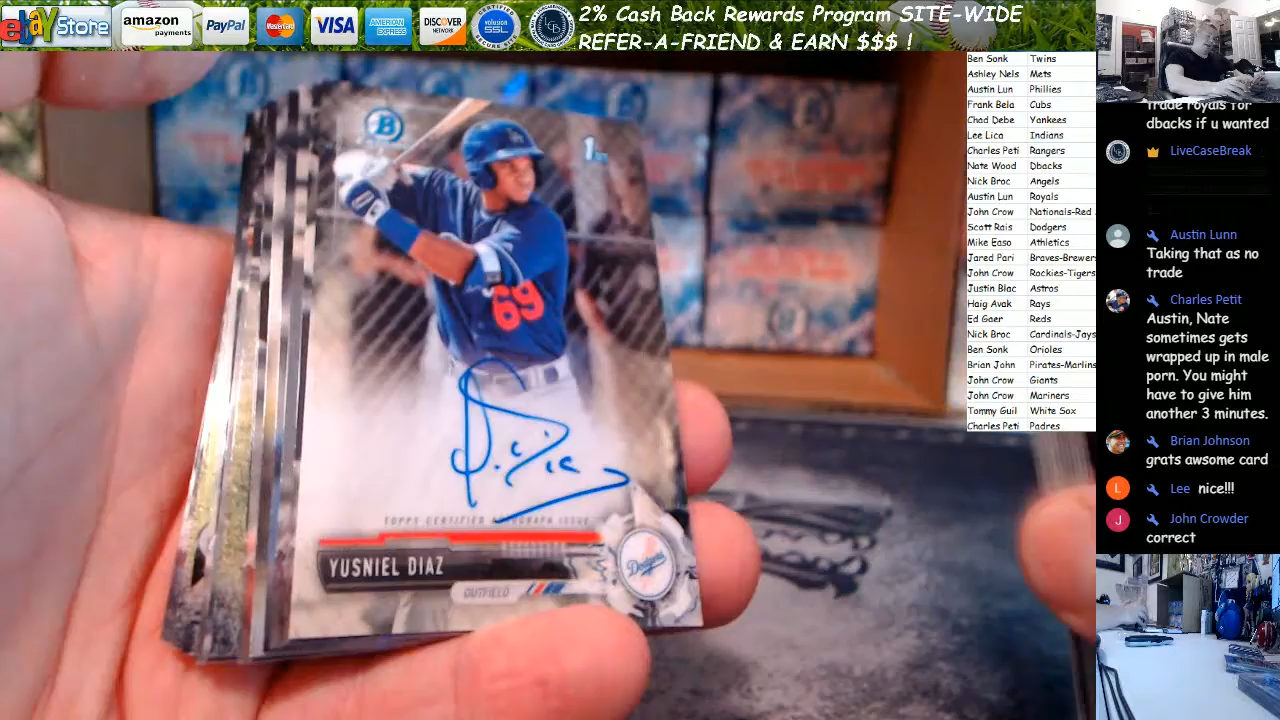 ebay Store
amazon
payments
PayPal
MasterCard
VISA
AMERICAN EXPRESS
DISCOVER
NETWORK
CERTIFIED
volusion
SSL
SECURE SITE
LCB
2% Cash Back Rewards Program SITE-WIDE
REFER-A-FRIEND & EARN $$$ !
Ben Sonk Twins
Ashley Nels Mets
Austin Lun Phillies
Frank Bela Cubs
Chad Debe Yankees
Lee Lica Indians
Charles Peti Rangers
Nate Wood Dbacks
Nick Broc Angels
Austin Lun Royals
John Crow Nationals-Red
Scott Rais Dodgers
Mike Easo Athletics
Jared Pari Braves-Brewers
John Crow Rockies-Tigers
Justin Blac Astros
Haig Avak Rays
Ed Gaer Reds
Nick Broc Cardinals-Jays
Ben Sonk Orioles
Brian John Pirates-Marlins
John Crow Giants
John Crow Mariners
Tommy Guil White Sox
Charles Peti Padres
trade royals for
dbacks if u wanted
LiveCaseBreak
Austin Lunn
Taking that as no
trade
Charles Petit
Austin, Nate
sometimes gets
wrapped up in male
porn. You might
have to give him
another 3 minutes.
Brian Johnson
grats awsome card
L Lee nice!!!
J John Crowder
correct
B
1st
69
TOPPS CERTIFIED AUTOGRAPH ISSUE
YUSNIEL DIAZ
OUTFIELD
Dodgers